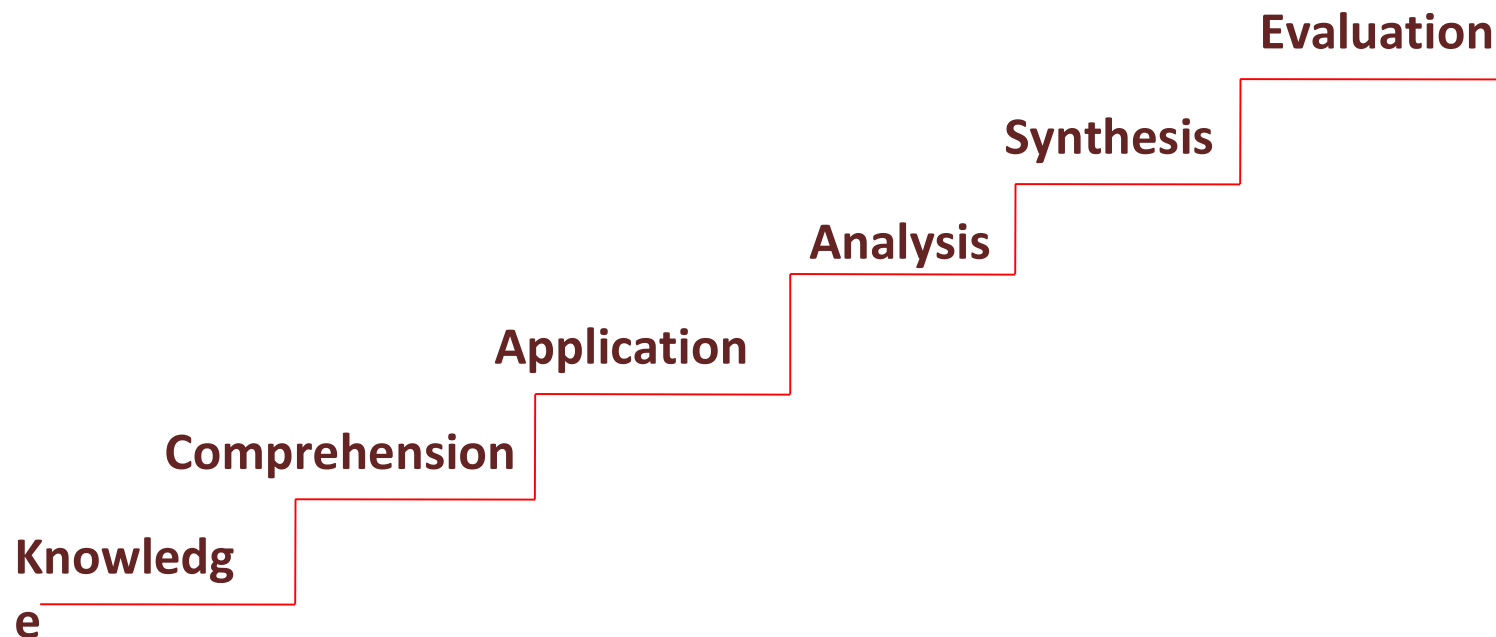 Evaluation
Synthesis
Analysis
Application
Comprehension
Knowledg
e